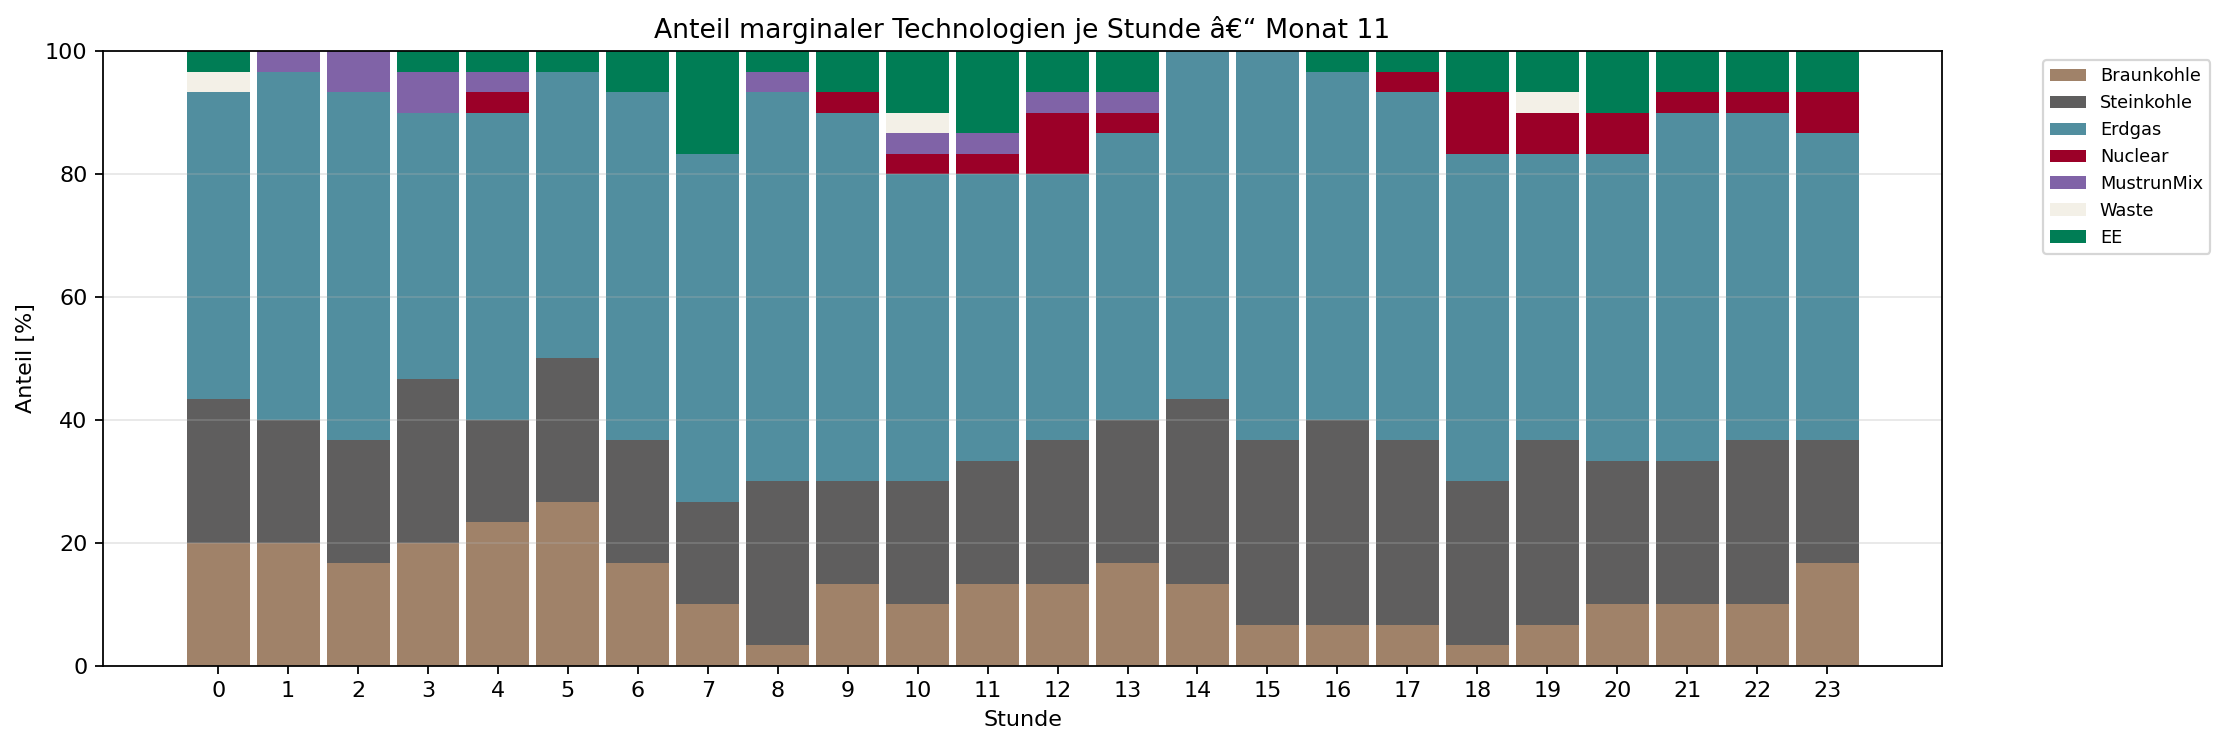 Anteil marginaler Technologien je Stunde â€“ Monat 11
Anteil [%]
100
80
60
40
20
0
0 1 2 3 4 5 6 7 8 9 10 11 12 13 14 15 16 17 18 19 20 21 22 23
Stunde
Braunkohle
Steinkohle
Erdgas
Nuclear
MustrunMix
Waste
EE